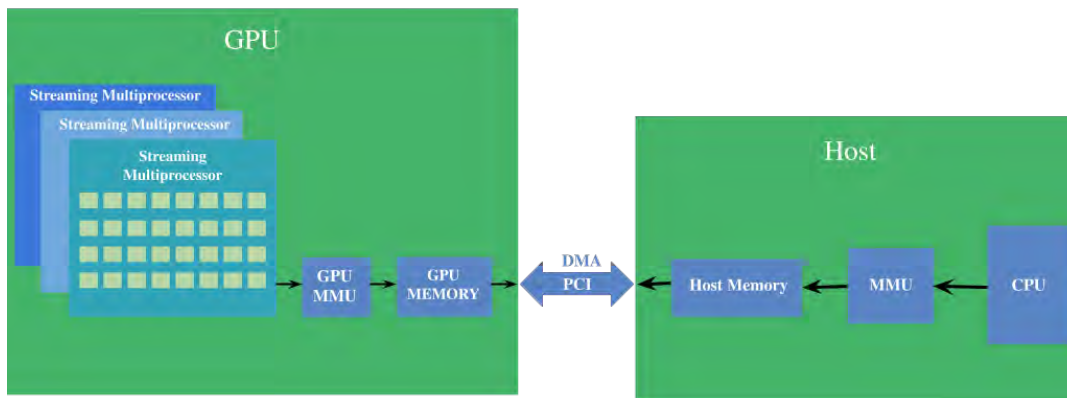 GPU
Streaming Multiprocessor
Streaming Multiprocessor
Streaming
Multiprocessor
GPU
MMU
GPU
MEMORY
DMA
PCI
Host
Host Memory
MMU
CPU